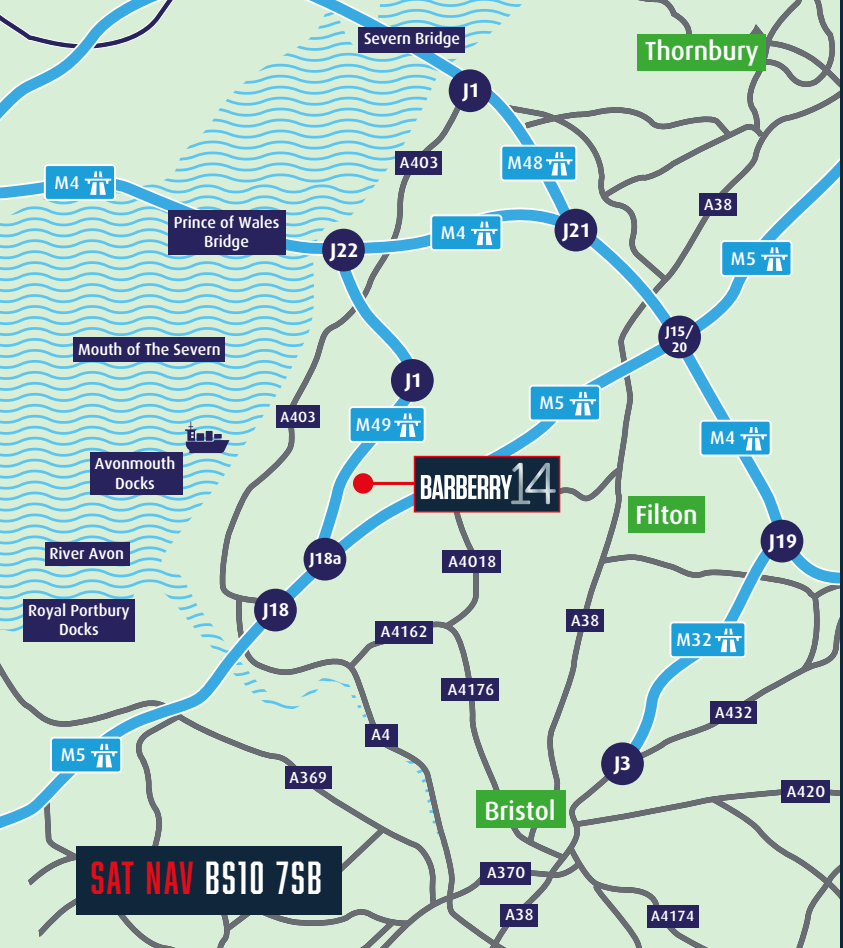 Severn Bridge
Thornbury
J1
A403
M48
M4
A38
Prince of Wales
Bridge
M4
J21
J22
M5
J15/
20
Mouth of The Severn
J1
M5
A403
M49
M4
Avonmouth
Docks
BARBERRY14
Filton
River Avon
J18a
A4018
J19
Royal Portbury
Docks
J18
A4162
A38
M32
A4176
A432
A4
M5
J3
A369
A420
Bristol
SAT NAV BS10 7SB
A370
A38
A4174